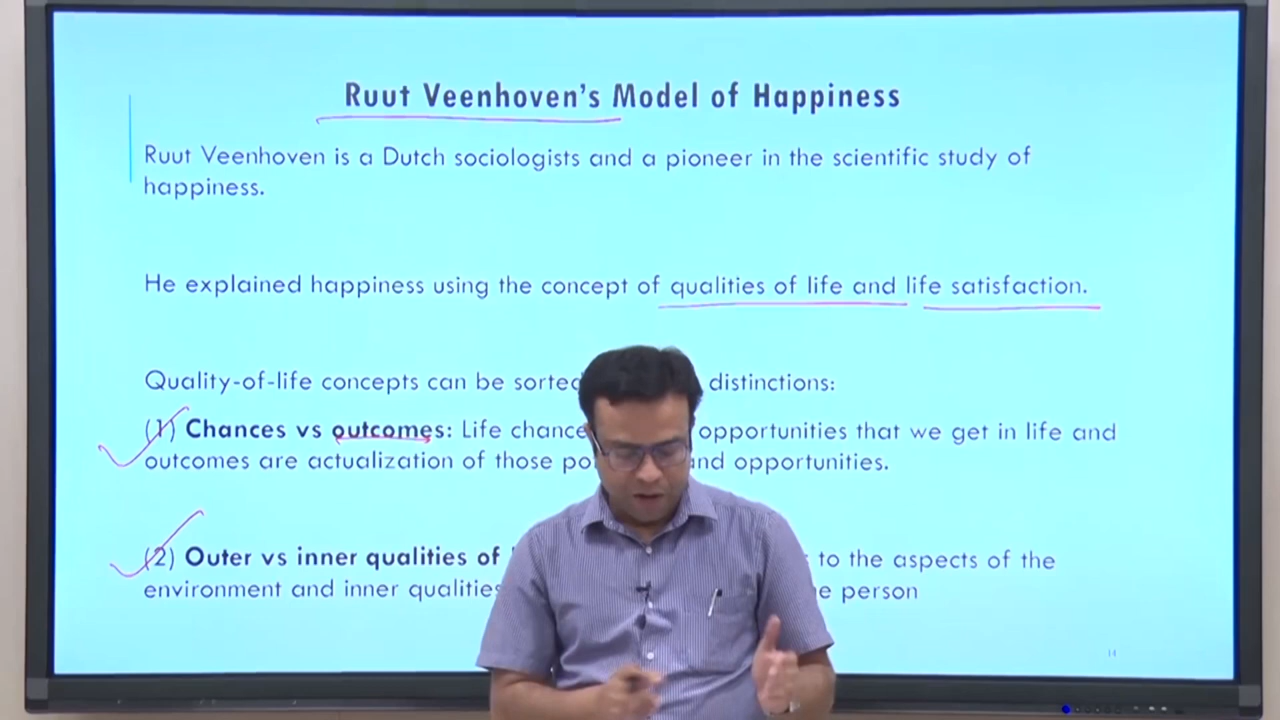 Ruut Veenhoven's Model of Happiness
Ruut Veenhoven is a Dutch sociologists and a pioneer in the scientific study of
happiness.
He explained happiness using the concept of qualities of life and life satisfaction.
Quality-of-life concepts can be sorted distinctions:
(1) Chances vs outcomes: Life chance opportunities that we get in life and
outcomes are actualization of those and opportunities.
(2) Outer vs inner qualities of to the aspects of the
environment and inner qualities person
14